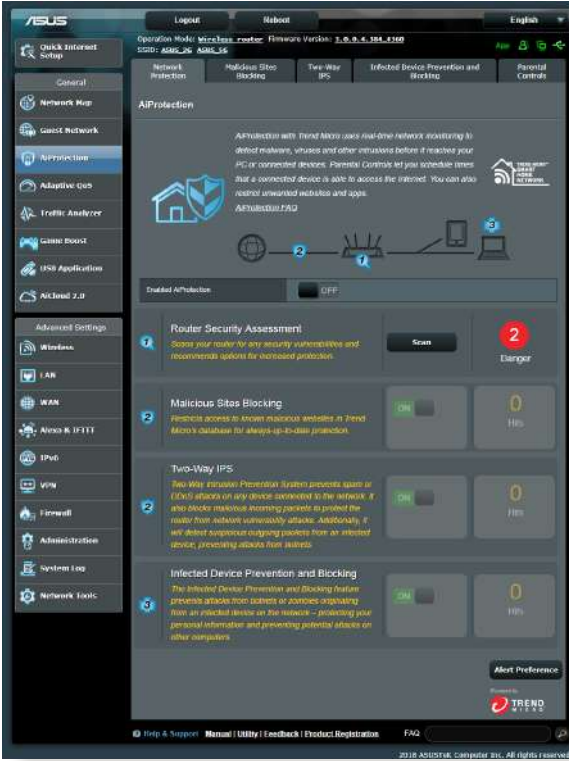 ASUS
Logout
Reboot
English
Quick Internet
Setup
Operation Mode: Wireless router Firmware Version: 3.0.0.4.384_4360
SSID: ASUS_2G ASUS_5G
App
Network
Protection
Malicious Sites
Blocking
Two-Way
IPS
Infected Device Prevention and
Blocking
Parental
Controls
General
Network Map
Guest Network
AiProtection
Adaptive QoS
Traffic Analyzer
Game Boost
USB Application
AiCloud 2.0
Advanced Settings
Wireless
LAN
WAN
Alexa & IFTTT
IPv6
VPN
Firewall
Administration
System Log
Network Tools
AiProtection
AiProtection with Trend Micro uses real-time network monitoring to
detect malware, viruses and other intrusions before it reaches your
PC or connected devices. Parental Controls let you schedule times
that a connected device is able to access the Internet. You can also
restrict unwanted websites and apps.
AiProtection FAQ
TREND MICRO
SMART
HOME
NETWORK
2
1
3
Enabled AiProtection
OFF
1
Router Security Assessment
Scans your router for any security vulnerabilities and
recommends options for increased protection.
Scan
2
Danger
2
Malicious Sites Blocking
Restricts access to known malicious websites in Trend
Micro's database for always-up-to-date protection.
ON
0
Hits
2
Two-Way IPS
Two-Way Intrusion Prevention System prevents spam or
DDoS attacks on any device connected to the network. It
also blocks malicious incoming packets to protect the
router from network vulnerability attacks. Additionally, it
will detect suspicious outgoing packets from an infected
device, preventing attacks from botnets.
ON
0
Hits
3
Infected Device Prevention and Blocking
The Infected Device Prevention and Blocking feature
prevents attacks from botnets or zombies originating
from an infected device on the network – protecting your
personal information and preventing potential attacks on
other computers.
ON
0
Hits
Alert Preference
Powered by
TREND
MICRO
Help & Support Manual | Utility | Feedback | Product Registration FAQ
2018 ASUSTeK Computer Inc. All rights reserved